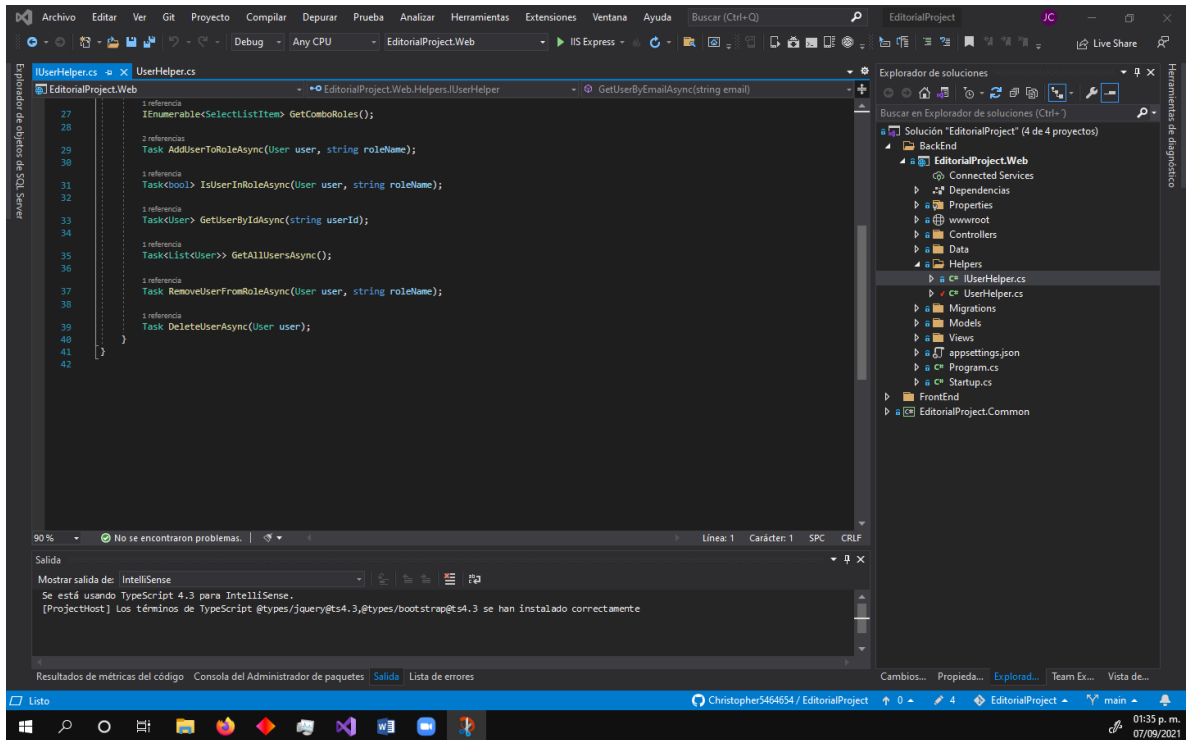 Archivo Editar Ver Git Proyecto Compilar Depurar Prueba Analizar Herramientas Extensiones Ventana Ayuda Buscar (Ctrl+Q) EditorialProject JC
Debug Any CPU EditorialProject.Web IIS Express Live Share
Explorador de objetos de SQL Server
IUserHelper.cs UserHelper.cs
EditorialProject.Web EditorialProject.Web.Helpers.IUserHelper GetUserByEmailAsync(string email)
1 referencia
27 IEnumerable<SelectListItem> GetComboRoles();
28
2 referencias
29 Task AddUserToRoleAsync(User user, string roleName);
30
1 referencia
31 Task<bool> IsUserInRoleAsync(User user, string roleName);
32
1 referencia
33 Task<User> GetUserByIdAsync(string userId);
34
1 referencia
35 Task<List<User>> GetAllUsersAsync();
36
1 referencia
37 Task RemoveUserFromRoleAsync(User user, string roleName);
38
1 referencia
39 Task DeleteUserAsync(User user);
40 }
41 }
42
90 % No se encontraron problemas. Línea: 1 Carácter: 1 SPC CRLF
Salida
Mostrar salida de: IntelliSense
Se está usando TypeScript 4.3 para IntelliSense.
[ProjectHost] Los términos de TypeScript @types/jquery@ts4.3,@types/bootstrap@ts4.3 se han instalado correctamente
Resultados de métricas del código Consola del Administrador de paquetes Salida Lista de errores
Explorador de soluciones
Buscar en Explorador de soluciones (Ctrl+´)
Solución "EditorialProject" (4 de 4 proyectos)
BackEnd
EditorialProject.Web
Connected Services
Dependencias
Properties
wwwroot
Controllers
Data
Helpers
C# IUserHelper.cs
C# UserHelper.cs
Migrations
Models
Views
appsettings.json
C# Program.cs
C# Startup.cs
FrontEnd
C# EditorialProject.Common
Cambios... Propieda... Explorad... Team Ex... Vista de...
Herramientas de diagnóstico
Listo Christopher5464654 / EditorialProject 0 4 EditorialProject main
01:35 p. m.
07/09/2021